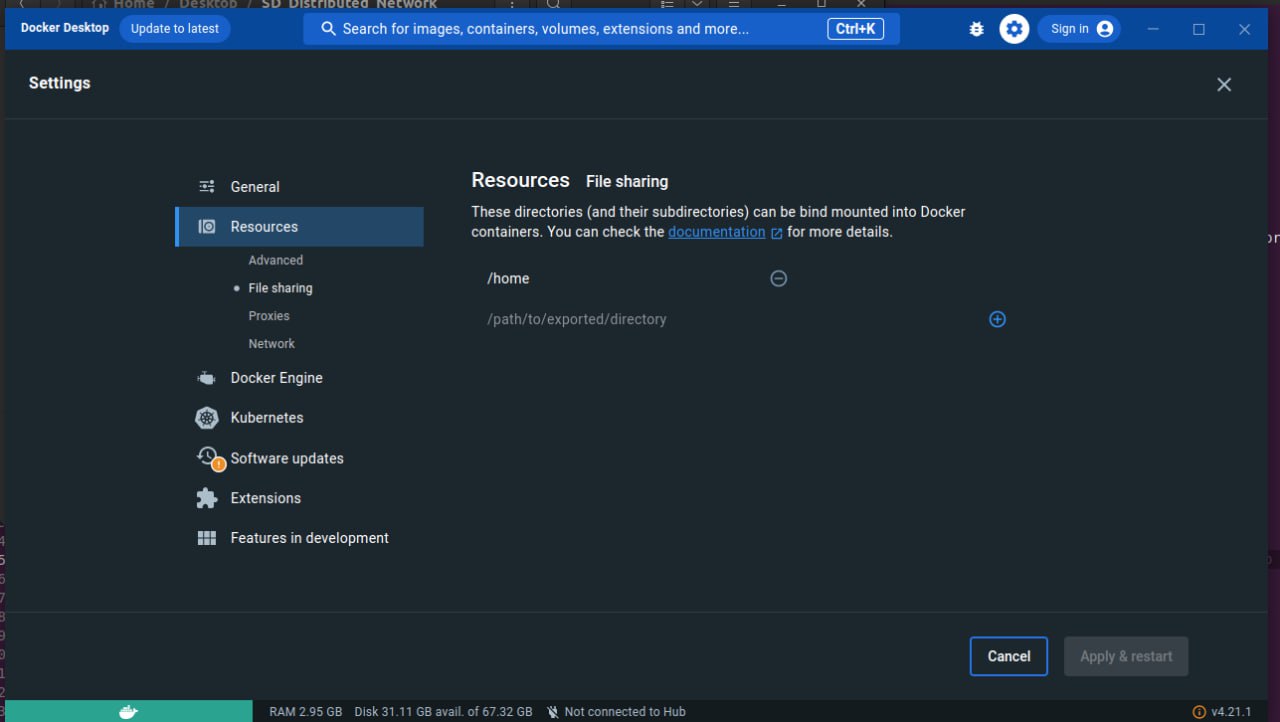 Home / Desktop / SD_Distributed_Network
Docker Desktop Update to latest Search for images, containers, volumes, extensions and more... Ctrl+K Sign in
Settings
General
Resources
Advanced
File sharing
Proxies
Network
Docker Engine
Kubernetes
Software updates
Extensions
Features in development
Resources File sharing
These directories (and their subdirectories) can be bind mounted into Docker
containers. You can check the documentation for more details.
/home
/path/to/exported/directory
Cancel Apply & restart
RAM 2.95 GB Disk 31.11 GB avail. of 67.32 GB Not connected to Hub v4.21.1